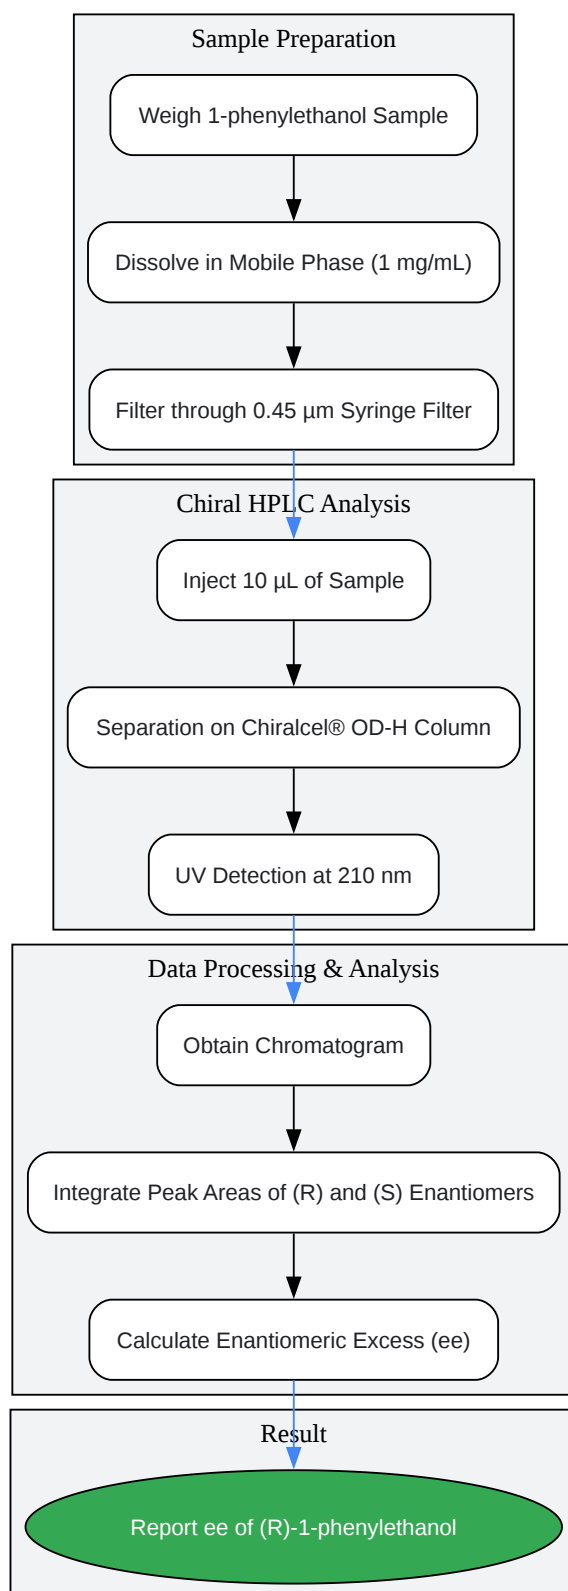 Sample Preparation
Weigh 1-phenylethanol Sample
Dissolve in Mobile Phase (1 mg/mL)
Filter through 0.45 µm Syringe Filter
Chiral HPLC Analysis
Inject 10 µL of Sample
Separation on Chiralcel® OD-H Column
UV Detection at 210 nm
Data Processing & Analysis
Obtain Chromatogram
Integrate Peak Areas of (R) and (S) Enantiomers
Calculate Enantiomeric Excess (ee)
Result
Report ee of (R)-1-phenylethanol